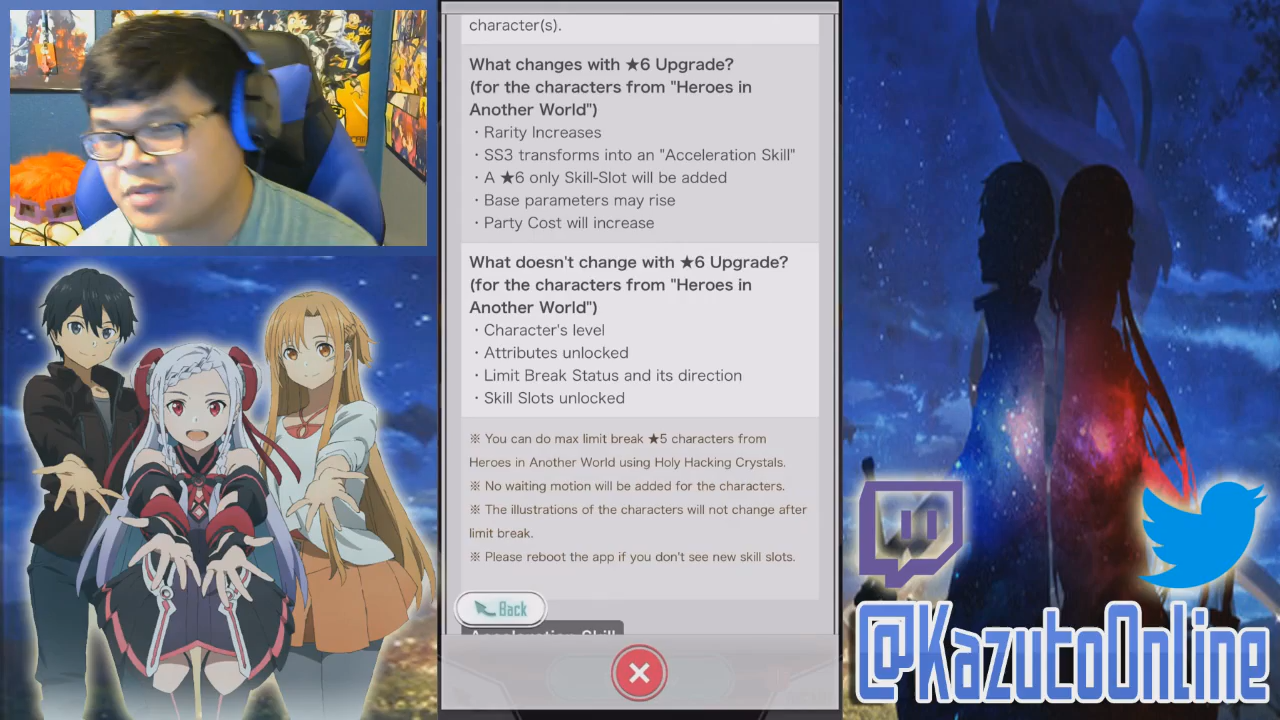 character(s).
What changes with ★6 Upgrade?
(for the characters from "Heroes in
Another World")
・Rarity Increases
・SS3 transforms into an "Acceleration Skill"
・A ★6 only Skill-Slot will be added
・Base parameters may rise
・Party Cost will increase
What doesn't change with ★6 Upgrade?
(for the characters from "Heroes in
Another World")
・Character's level
・Attributes unlocked
・Limit Break Status and its direction
・Skill Slots unlocked
※ You can do max limit break ★5 characters from
Heroes in Another World using Holy Hacking Crystals.
※ No waiting motion will be added for the characters.
※ The illustrations of the characters will not change after
limit break.
※ Please reboot the app if you don't see new skill slots.
Back
Acceleration Skill
@KazutoOnline